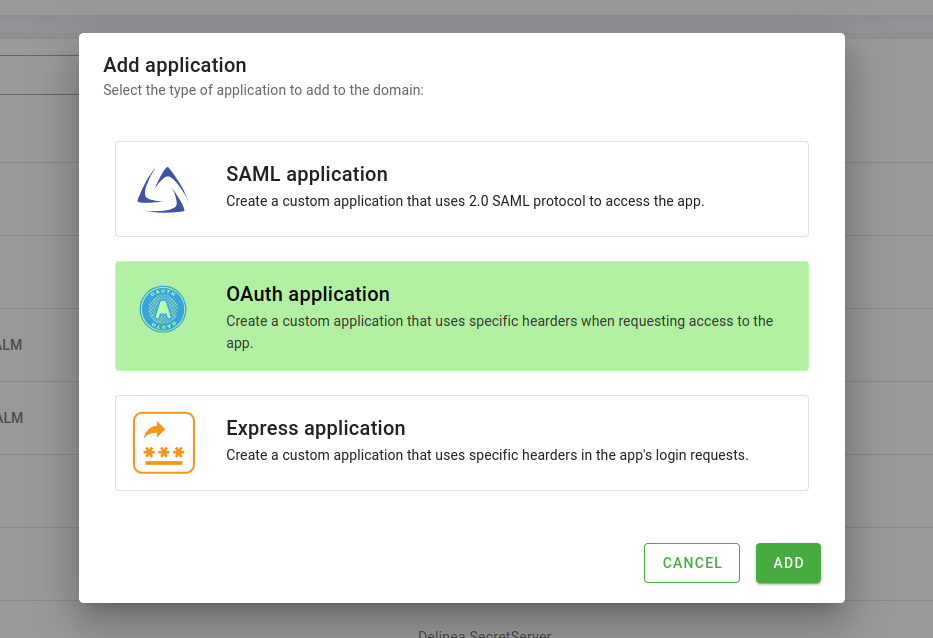 Add application
Select the type of application to add to the domain:
SAML application
Create a custom application that uses 2.0 SAML protocol to access the app.
OAUTH
A
OAUTH
OAuth application
Create a custom application that uses specific hearders when requesting access to the
app.
ALM
ALM
***
Express application
Create a custom application that uses specific hearders in the app's login requests.
CANCEL
ADD
Delinea SecretServer